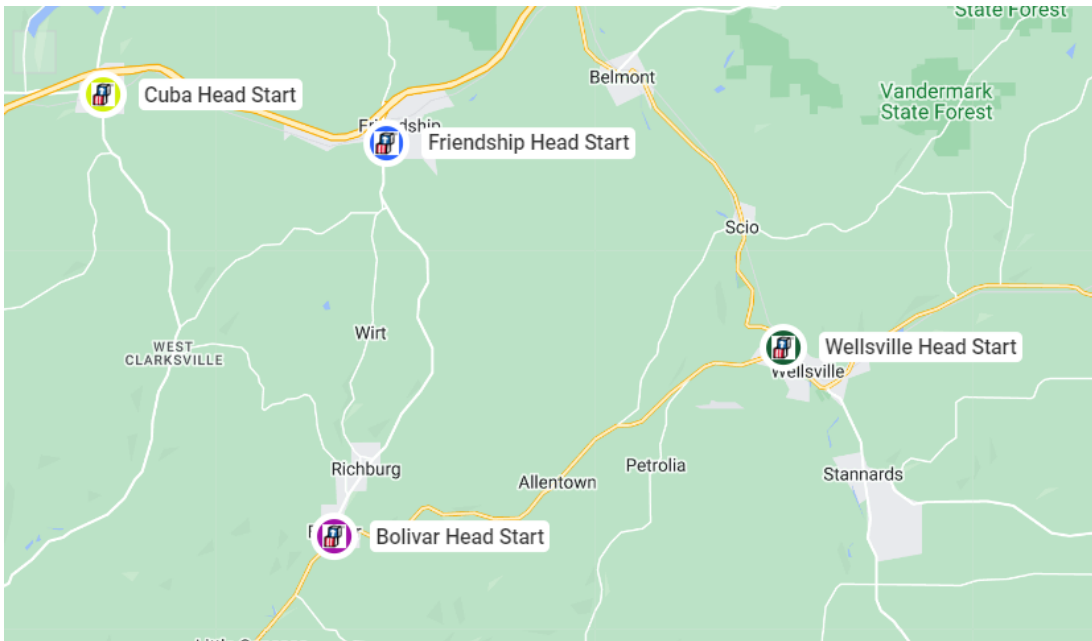 State Forest
Belmont
Vandermark
State Forest
Cuba Head Start
Friendship Head Start
Scio
Wirt
WEST
CLARKSVILLE
Wellsville Head Start
Wellsville
Richburg
Petrolia
Stannards
Allentown
Bolivar Head Start